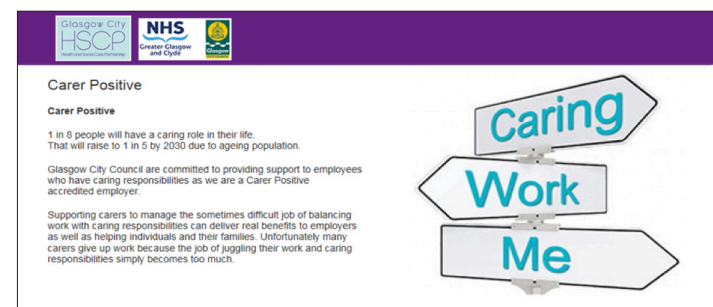 Glasgow City
HSCP
Health and Social Care Partnership
NHS
Greater Glasgow
and Clyde
Glasgow
CITY COUNCIL
Carer Positive
Carer Positive
1 in 8 people will have a caring role in their life.
That will raise to 1 in 5 by 2030 due to ageing population.
Glasgow City Council are committed to providing support to employees
who have caring responsibilities as we are a Carer Positive
accredited employer.
Supporting carers to manage the sometimes difficult job of balancing
work with caring responsibilities can deliver real benefits to employers
as well as helping individuals and their families. Unfortunately many
carers give up work because the job of juggling their work and caring
responsibilities simply becomes too much.
Caring
Work
Me